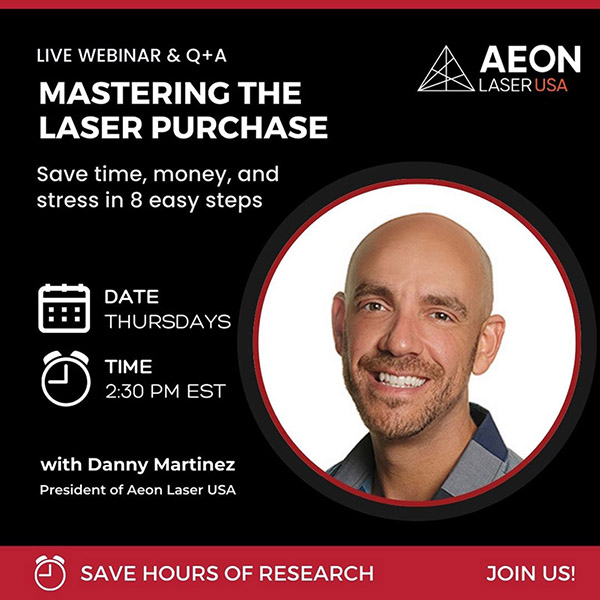 LIVE WEBINAR & Q+A
AEON
LASER USA
MASTERING THE
LASER PURCHASE
Save time, money, and
stress in 8 easy steps
DATE
THURSDAYS
TIME
2:30 PM EST
with Danny Martinez
President of Aeon Laser USA
SAVE HOURS OF RESEARCH
JOIN US!